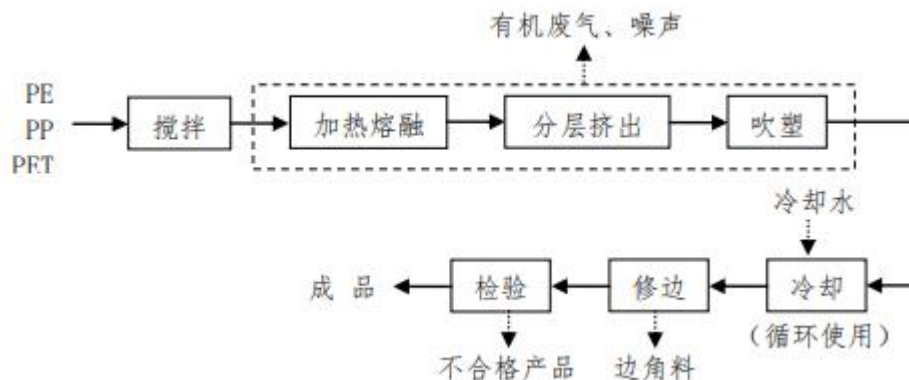 有机废气、噪声
PE
PP
PET
搅拌
加热熔融
分层挤出
吹塑
冷却水
成 品
检验
修边
冷却
(循环使用)
不合格产品
边角料